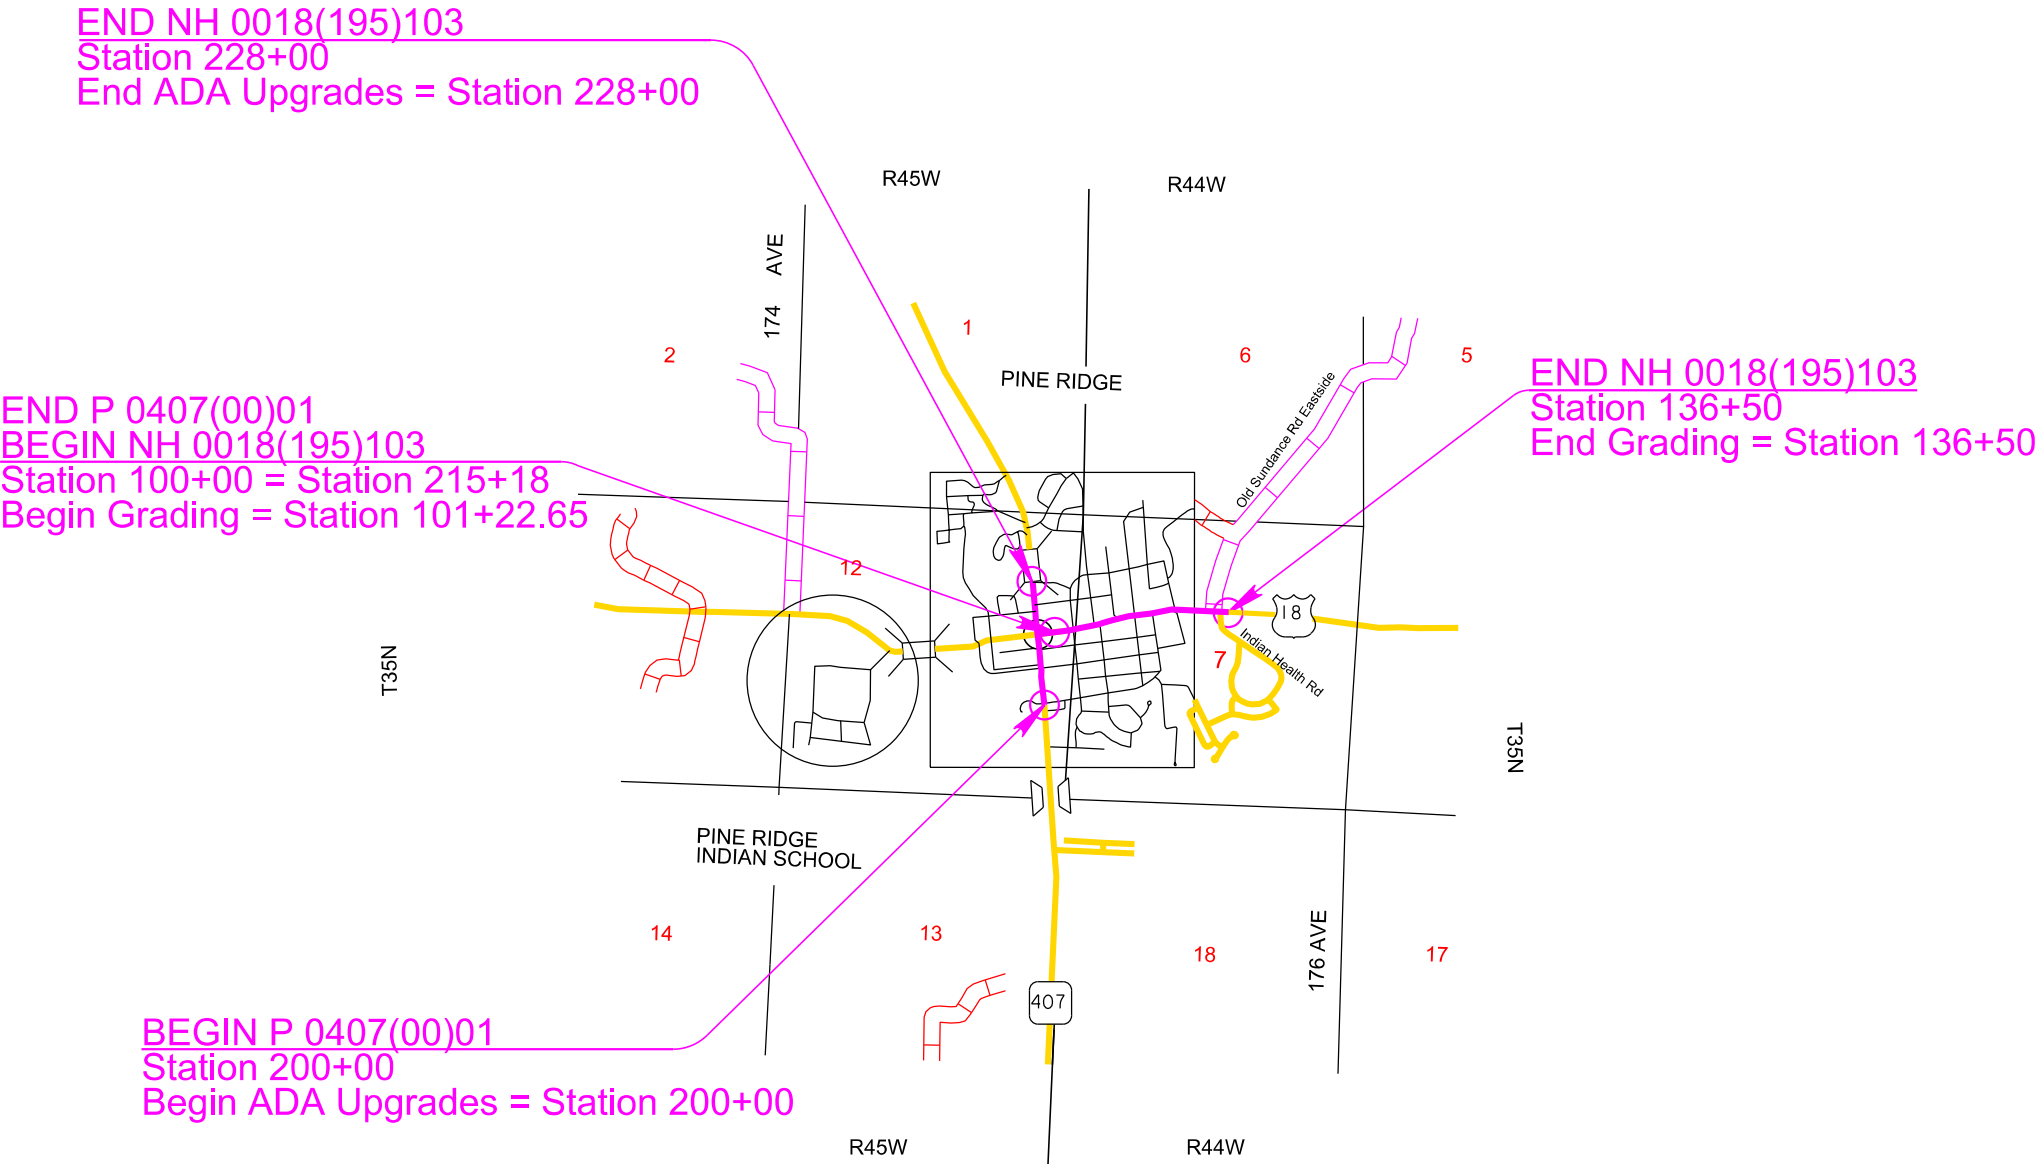 END NH 0018(195)103
Station 228+00
End ADA Upgrades = Station 228+00
R45W
R44W
174 AVE
1
2
6
5
PINE RIDGE
Old Sundance Rd Eastside
END NH 0018(195)103
Station 136+50
End Grading = Station 136+50
END P 0407(00)01
BEGIN NH 0018(195)103
Station 100+00 = Station 215+18
Begin Grading = Station 101+22.65
12
18
Indian Health Rd
7
T35N
T35N
PINE RIDGE
INDIAN SCHOOL
14
13
18
17
176 AVE
407
BEGIN P 0407(00)01
Station 200+00
Begin ADA Upgrades = Station 200+00
R45W
R44W